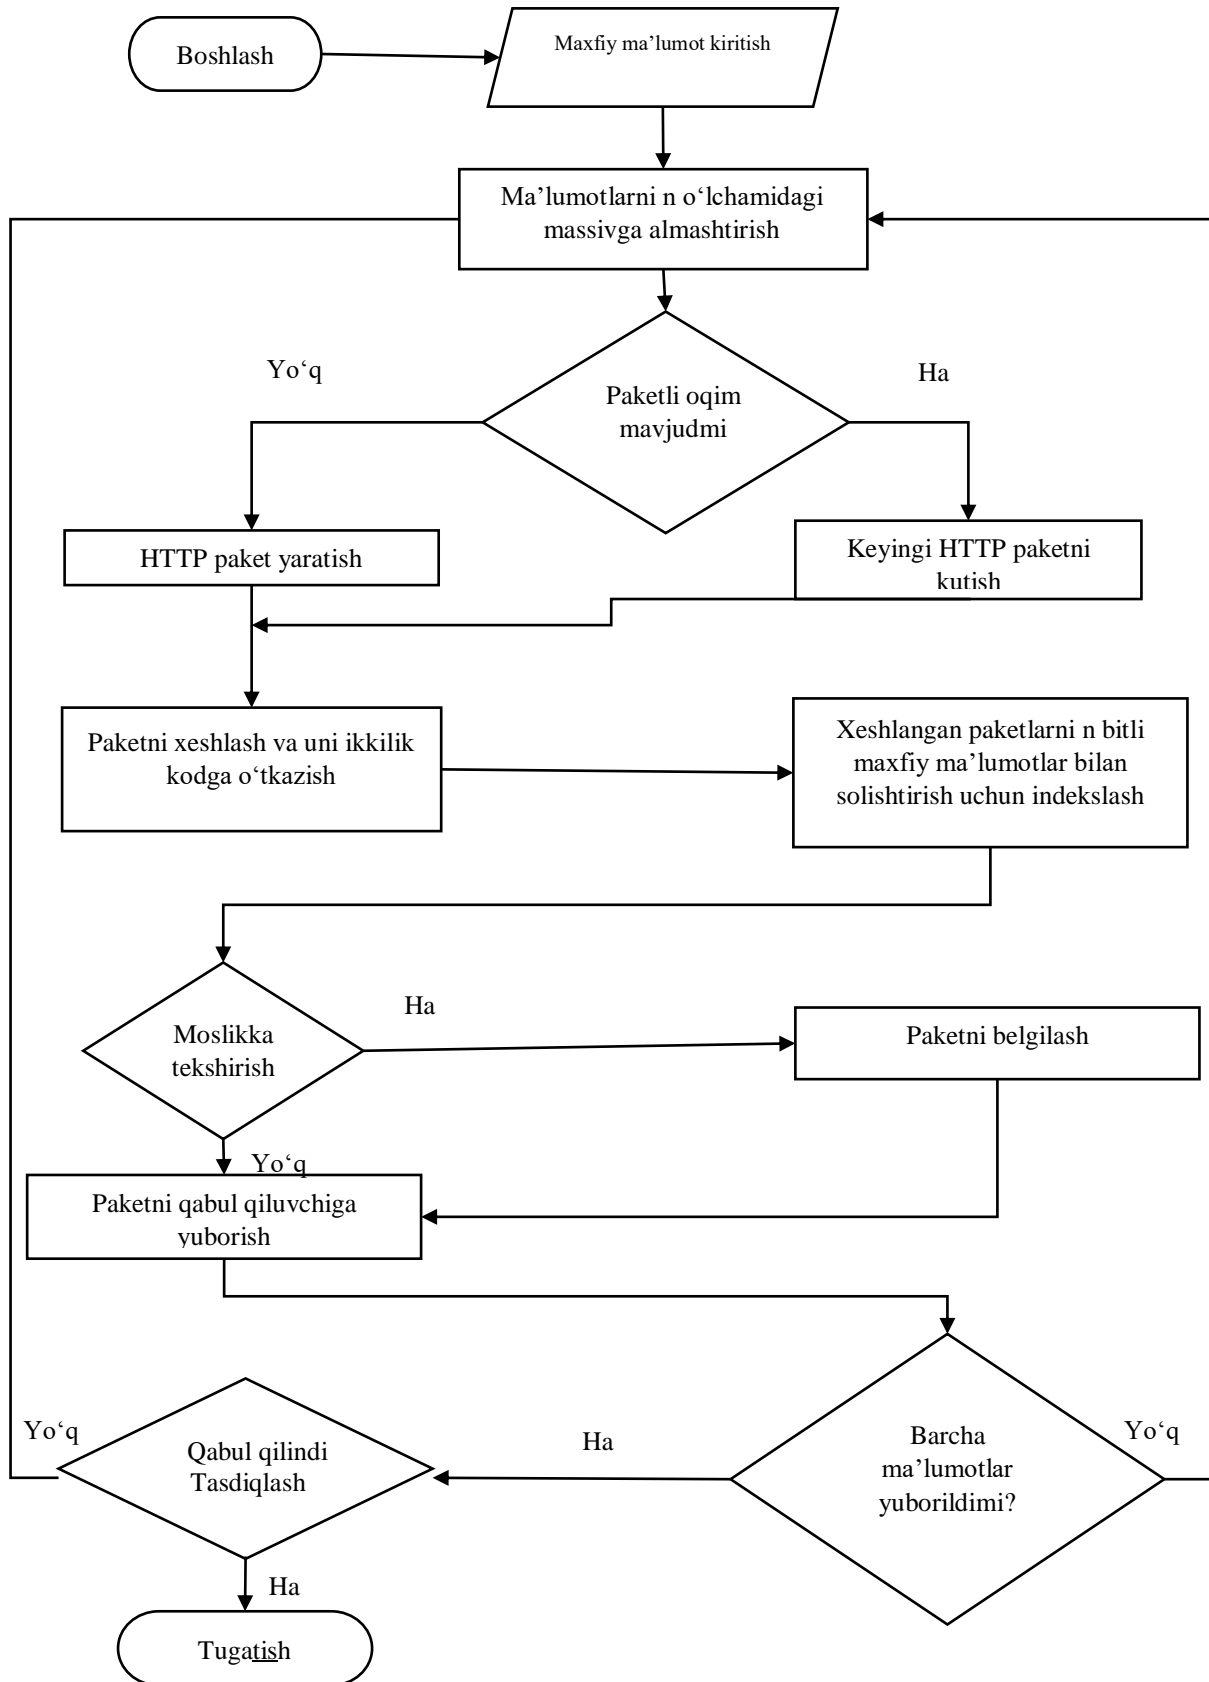 Boshlash
Maxfiy ma’lumot kiritish
Ma’lumotlarni n o‘lchamidagi
massivga almashtirish
Yo‘q
Ha
Paketli oqim
mavjudmi
HTTP paket yaratish
Keyingi HTTP paketni
kutish
Paketni xeshlash va uni ikkilik
kodga o‘tkazish
Xeshlangan paketlarni n bitli
maxfiy ma’lumotlar bilan
solishtirish uchun indekslash
Ha
Moslikka
tekshirish
Paketni belgilash
Yo‘q
Paketni qabul qiluvchiga
yuborish
Yo‘q
Qabul qilindi
Tasdiqlash
Ha
Barcha
ma’lumotlar
yuborildimi?
Yo‘q
Ha
Tugatish